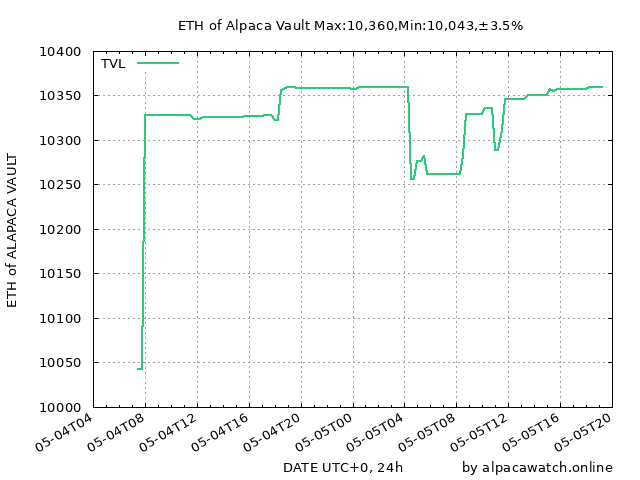 ETH of Alpaca Vault Max:10,360,Min:10,043,±3.5%
TVL
10400
10350
10300
10250
10200
10150
10100
10050
10000
ETH of ALAPACA VAULT
05-04T04
05-04T08
05-04T12
05-04T16
05-04T20
05-05T00
05-05T04
05-05T08
05-05T12
05-05T16
05-05T20
DATE UTC+0, 24h
by alpacawatch.online